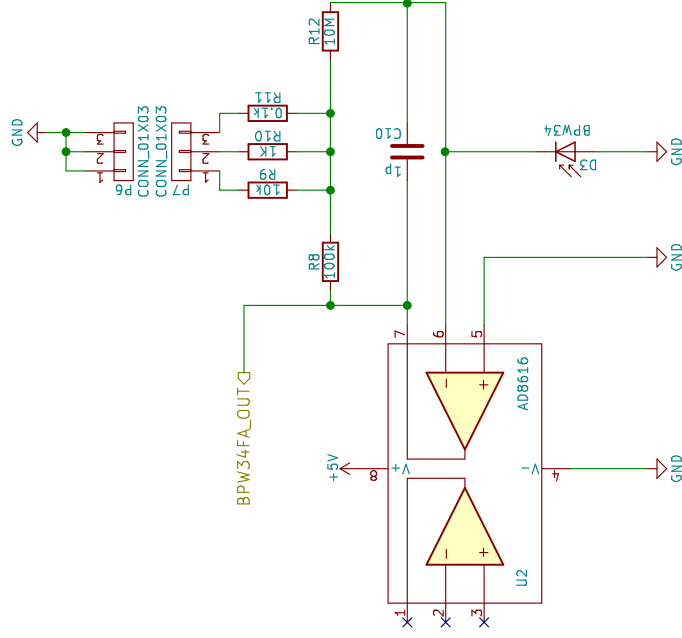 R12
10M
R11
0.1k
R10
1K
R9
10k
GND
3
2
1
P6
CONN_01X03
CONN_01X03
P7
3
2
1
C10
1p
BPW34
D3
GND
R8
100k
GND
7
6
5
AD8616
BPW34FA_OUT
+5V
8
V+
V-
4
GND
-
+
-
+
U2
1
2
3